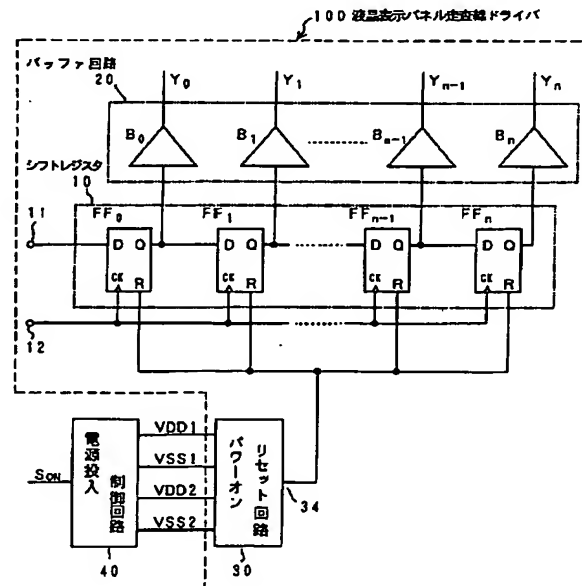 100 液晶表示パネル走査線ドライバ
バッファ回路
20
Y0 Y1 Yn-1 Yn
B0 B1 Bn-1 Bn
シフトレジスタ
10
11
FF0 FF1 FFn-1 FFn
D Q D Q D Q D Q
CK R CK R CK R CK R
12
VDD1
VSS1
VDD2
VSS2
SON
電源投入
制御回路
パワーオン
リセット回路
34
40
30